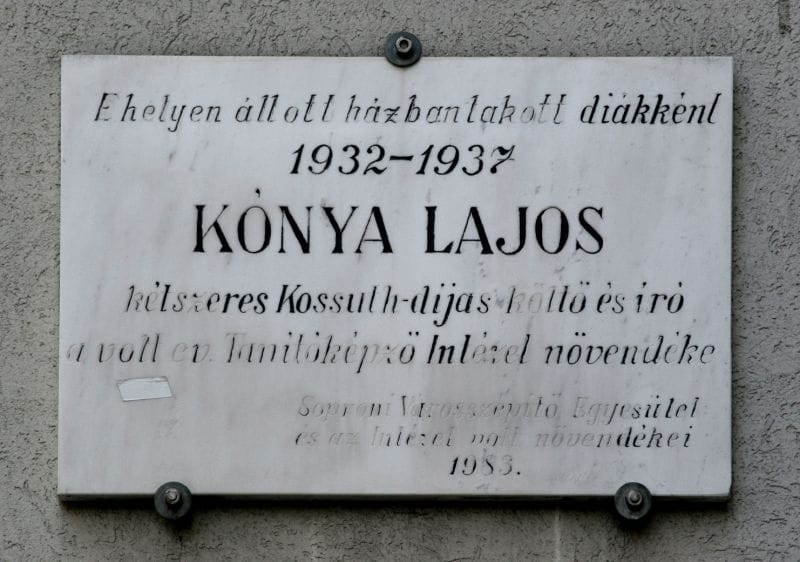 E helyen állott házban lakott diákként
1932-1937
KÓNYA LAJOS
kétszeres Kossuth-díjas költő és író
a volt ev. Tanítóképző Intézet növendéke
Soproni Városszépítő Egyesület
és az Intézet volt növendékei
1983.